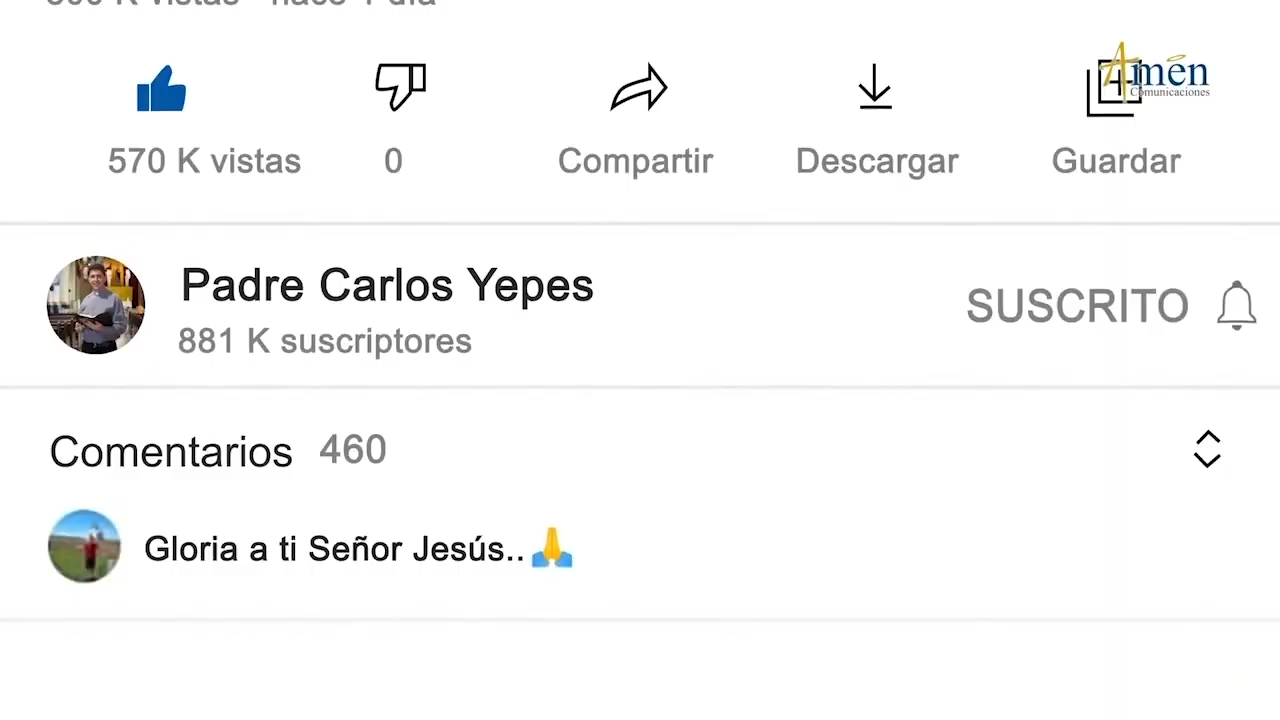 Amén
Comunicaciones
570 K vistas
0
Compartir
Descargar
Guardar
Padre Carlos Yepes
881 K suscriptores
SUSCRITO
Comentarios 460
Gloria a ti Señor Jesús..🙏